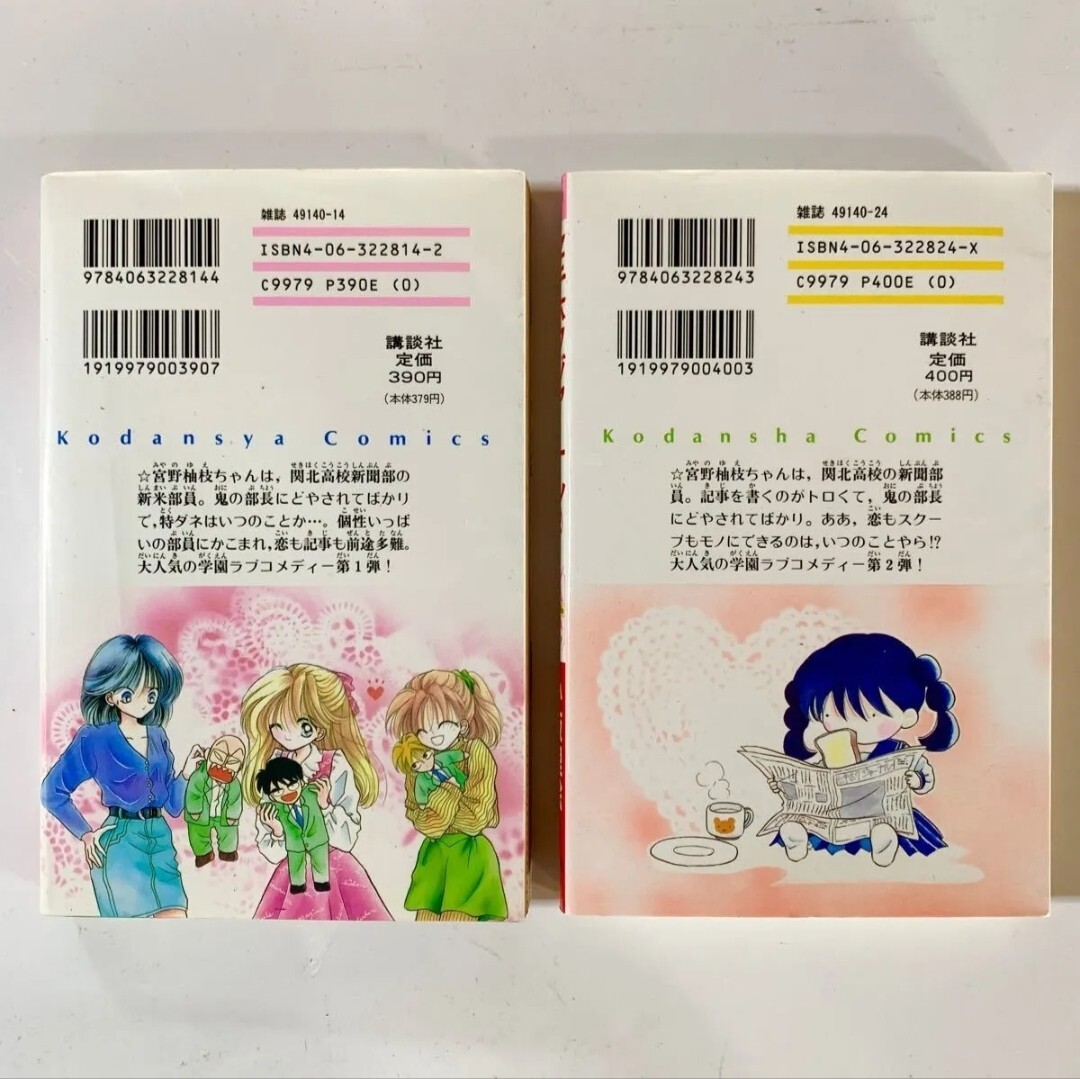 雑誌 49140-14
ISBN4-06-322814-2
9784063228144
C9979 P390E (0)
1919979003907
講談社
定価
390円
(本体379円)
Kodansya Comics
☆宮野柚枝ちゃんは，関北高校新聞部の
新米部員。鬼の部長にどやされてばかり
で，特ダネはいつのことか…。個性いっぱ
いの部員にかこまれ，恋も記事も前途多難。
大人気の学園ラブコメディー第1弾！
雑誌 49140-24
ISBN4-06-322824-X
9784063228243
C9979 P400E (0)
1919979004003
講談社
定価
400円
(本体388円)
Kodansha Comics
☆宮野柚枝ちゃんは，関北高校の新聞部
員。記事を書くのがトロくて，鬼の部長
にどやされてばかり。ああ，恋もスクー
プもモノにできるのは，いつのことやら!?
大人気の学園ラブコメディー第2弾！